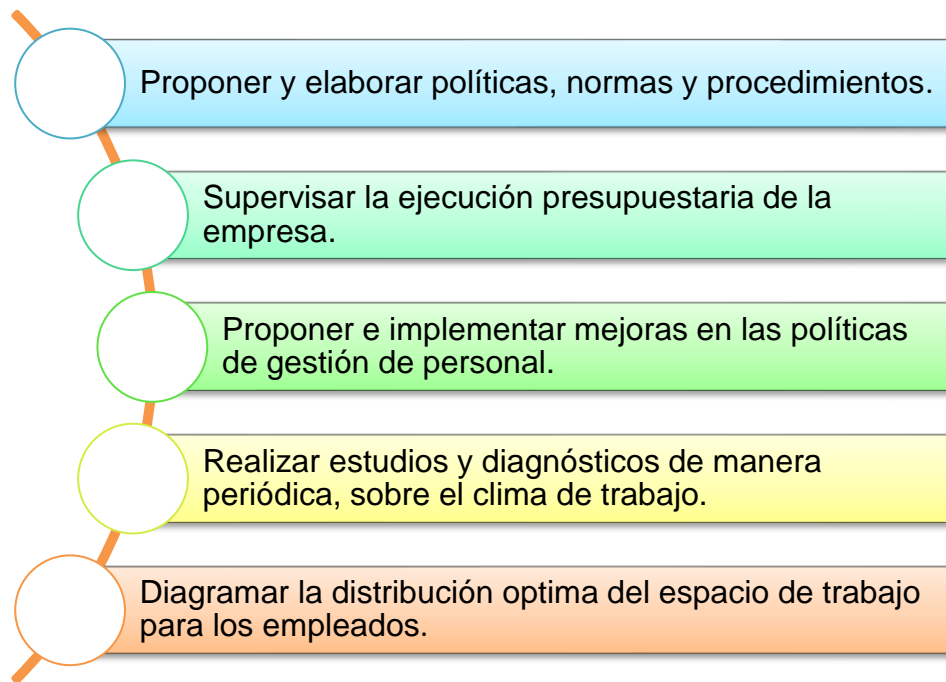 Proponer y elaborar políticas, normas y procedimientos.
Supervisar la ejecución presupuestaria de la
empresa.
Proponer e implementar mejoras en las políticas
de gestión de personal.
Realizar estudios y diagnósticos de manera
periódica, sobre el clima de trabajo.
Diagramar la distribución optima del espacio de trabajo
para los empleados.